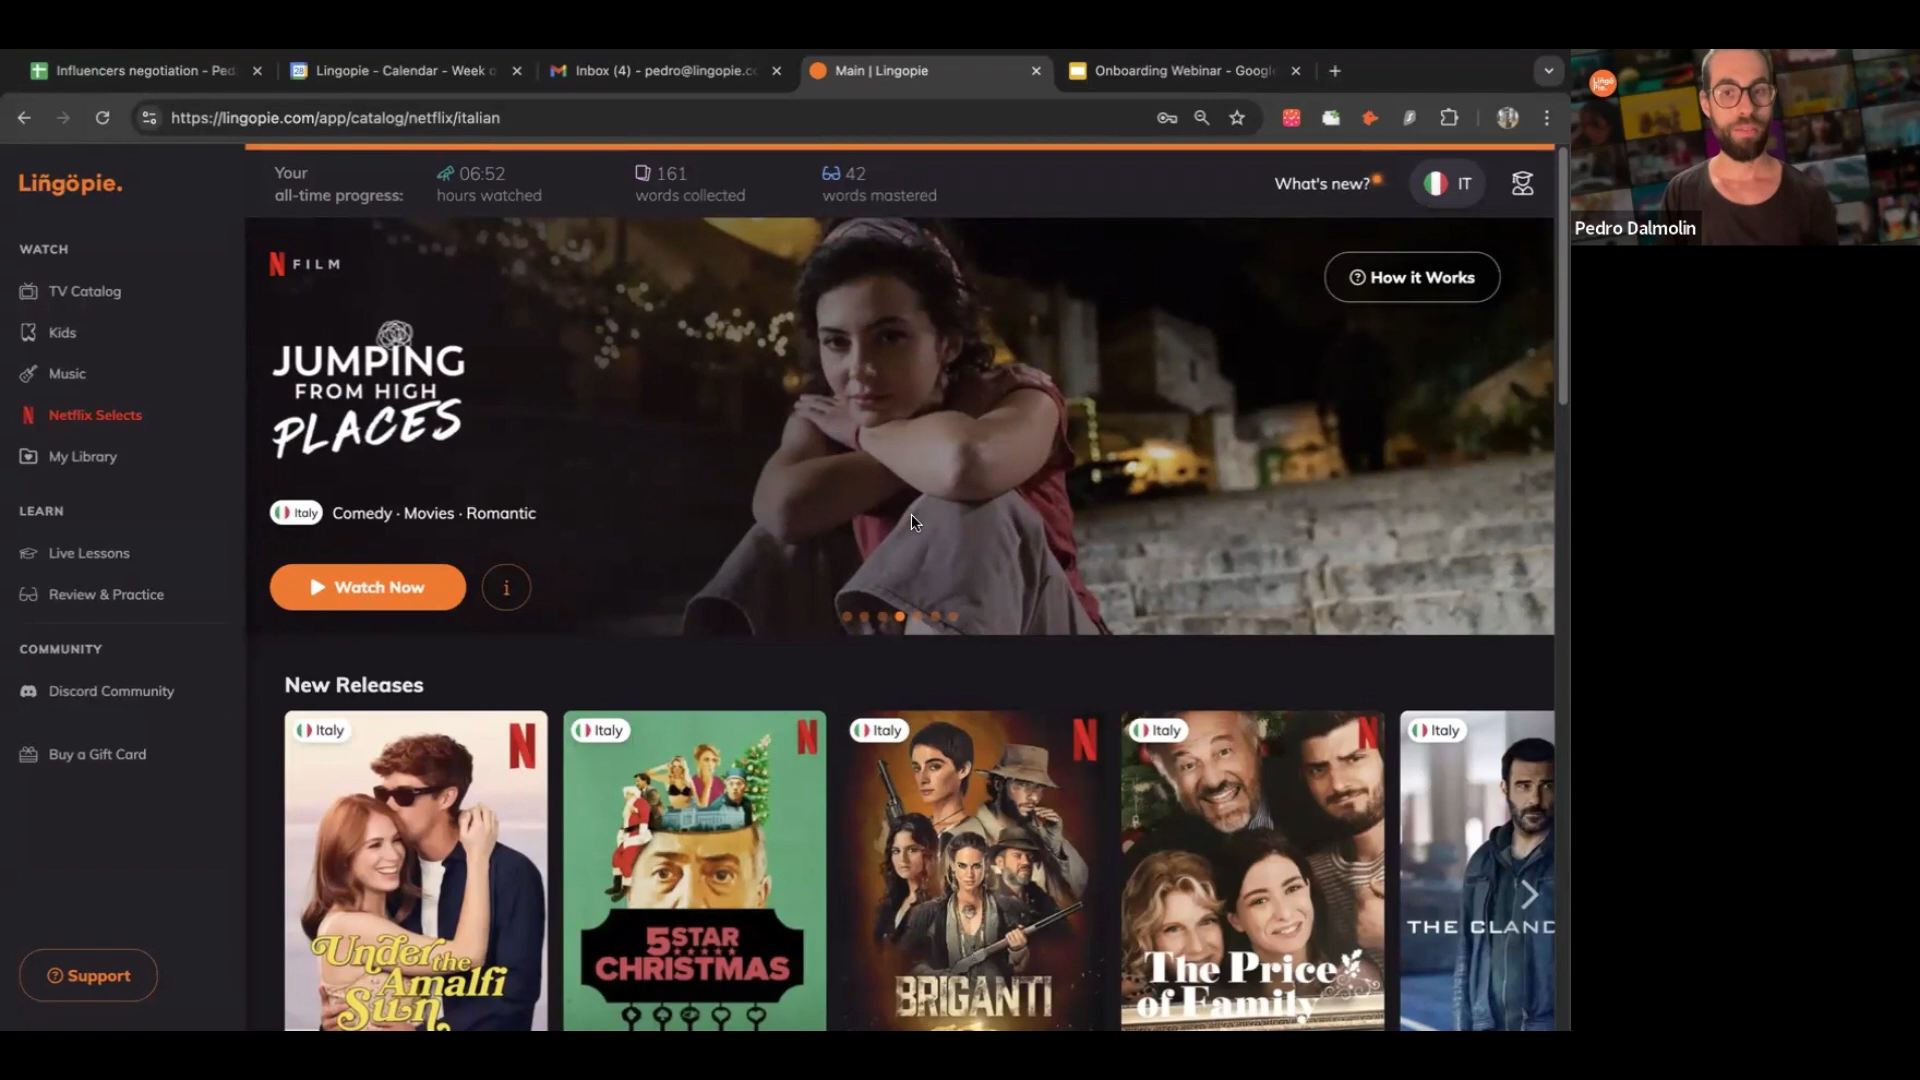 Influencers negotiation - Ped
Lingopie - Calendar - Week o
Inbox (4) - pedro@lingopie.c
Main | Lingopie
Onboarding Webinar - Googl
https://lingopie.com/app/catalog/netflix/italian
Liñgöpie.
Your
all-time progress:
06:52
hours watched
161
words collected
42
words mastered
What's new?
IT
WATCH
TV Catalog
Kids
Music
Netflix Selects
My Library
LEARN
Live Lessons
Review & Practice
COMMUNITY
Discord Community
Buy a Gift Card
Support
N FILM
JUMPING
FROM HIGH
PLACES
Italy
Comedy · Movies · Romantic
Watch Now
i
How it Works
New Releases
Italy
N
Under the
Amalfi
Sun
Italy
N
5 STAR
CHRISTMAS
Italy
N
BRIGANTI
Italy
N
The Price
of Family
Italy
THE CLAND
Liñgö
Pie.
Pedro Dalmolin